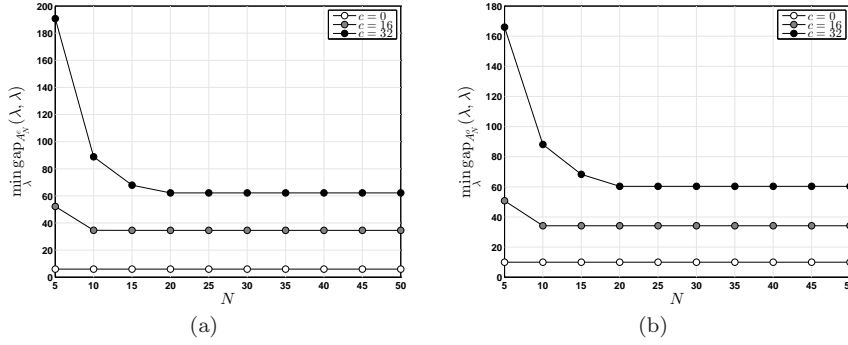 200
180
160
140
120
100
80
60
40
20
0
5 10 15 20 25 30 35 40 45 50
min gap_{A_N^e}(λ, λ)
λ
N
c = 0
c = 16
c = 32
(a)
180
160
140
120
100
80
60
40
20
0
5 10 15 20 25 30 35 40 45 50
min gap_{A_N^o}(λ, λ)
λ
N
c = 0
c = 16
c = 32
(b)